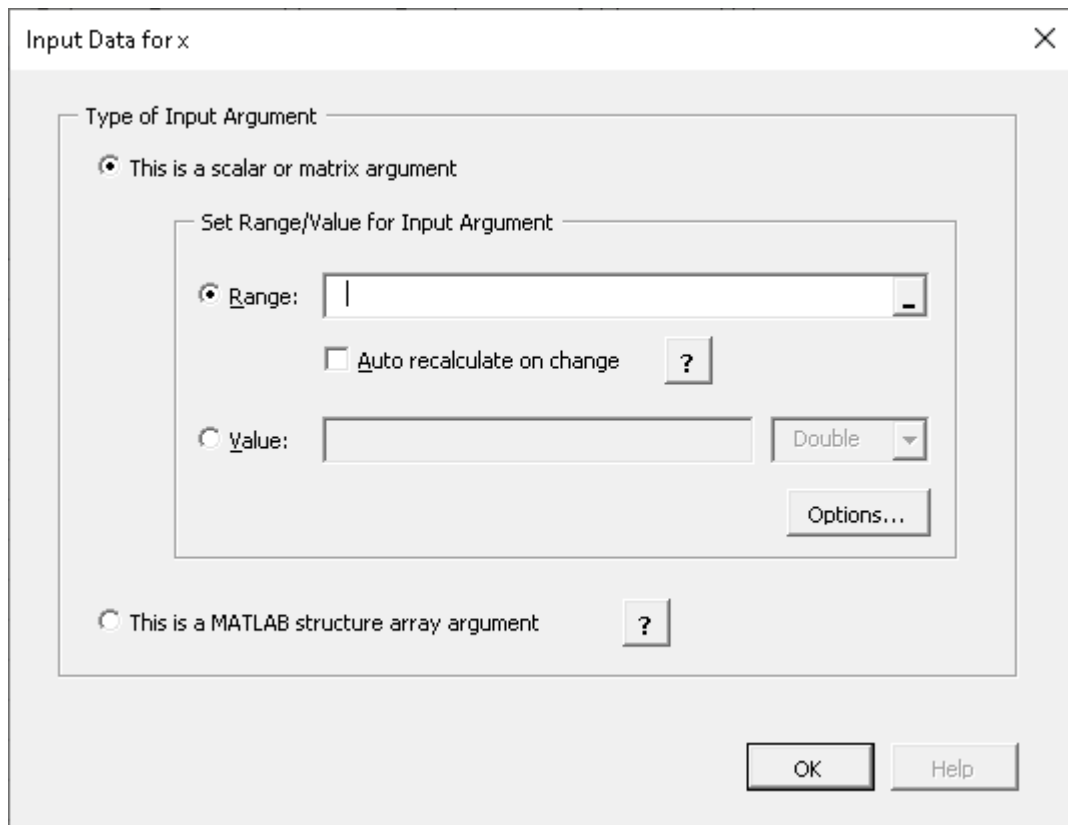 Input Data for x
Type of Input Argument
This is a scalar or matrix argument
Set Range/Value for Input Argument
Range:
_
Auto recalculate on change ?
Value: Double
Options...
This is a MATLAB structure array argument ?
OK Help